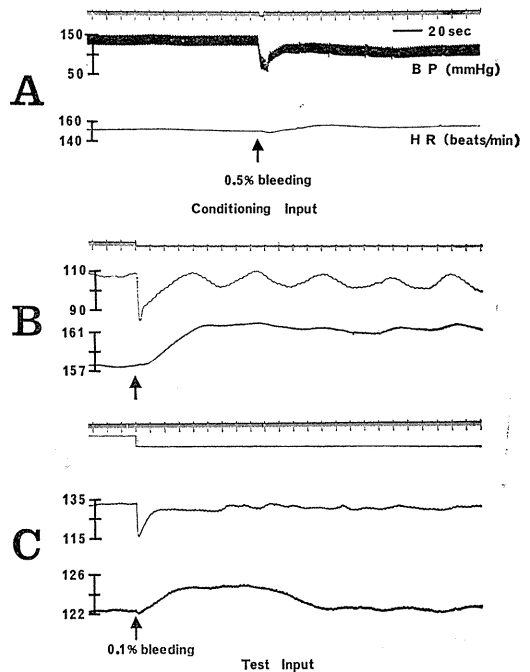 150
20 sec
50
B P (mmHg)
A
160
140
H R (beats/min)
0.5% bleeding
Conditioning Input
110
90
B
161
157
135
115
C
126
122
0.1% bleeding
Test Input